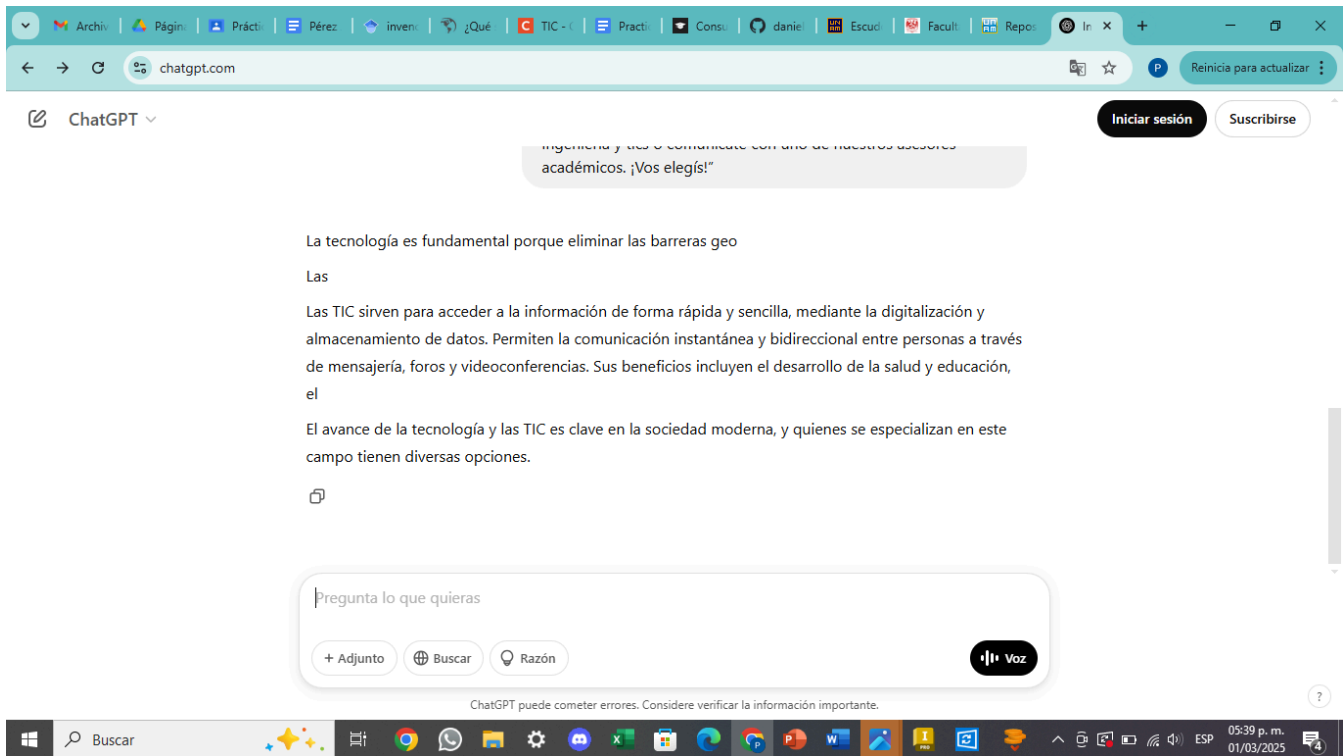 Archiv
Página
Práctic
Pérez
invenc
¿Qué
TIC - C
Practic
Consu
daniel
Escud
Facult
Repos
In
chatgpt.com
P
Reinicia para actualizar
ChatGPT
Iniciar sesión
Suscribirse
académicos. ¡Vos elegís!”
La tecnología es fundamental porque eliminar las barreras geo
Las
Las TIC sirven para acceder a la información de forma rápida y sencilla, mediante la digitalización y
almacenamiento de datos. Permiten la comunicación instantánea y bidireccional entre personas a través
de mensajería, foros y videoconferencias. Sus beneficios incluyen el desarrollo de la salud y educación,
el
El avance de la tecnología y las TIC es clave en la sociedad moderna, y quienes se especializan en este
campo tienen diversas opciones.
Pregunta lo que quieras
+ Adjunto
Buscar
Razón
Voz
ChatGPT puede cometer errores. Considere verificar la información importante.
?
Buscar
ESP
05:39 p. m.
01/03/2025
4